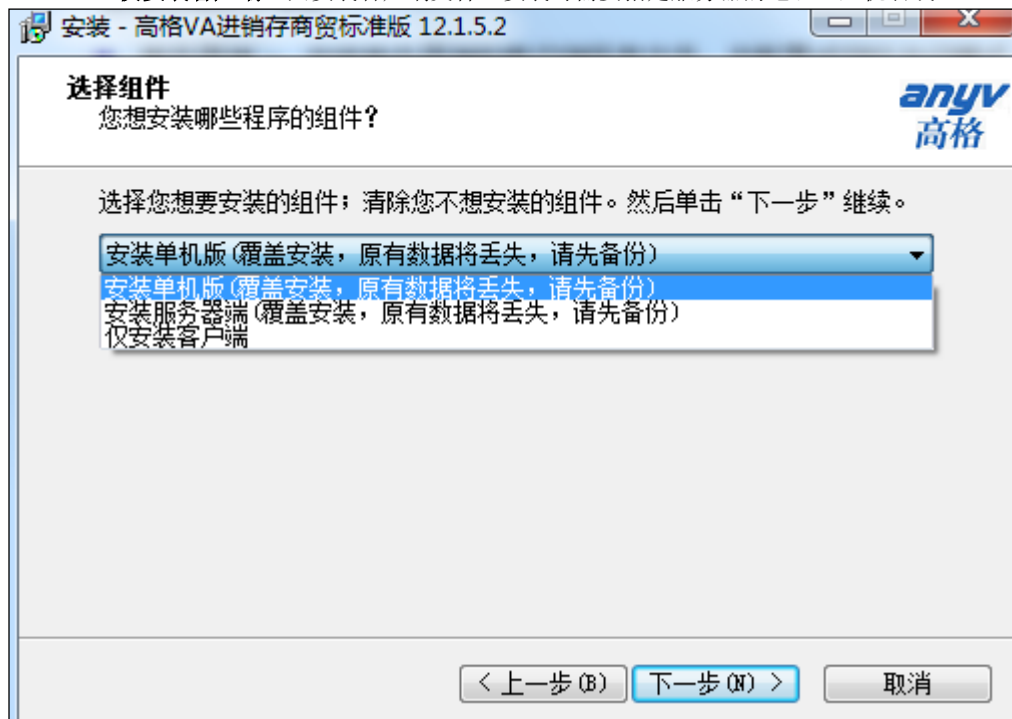 安装 - 高格VA进销存商贸标准版 12.1.5.2
选择组件
您想安装哪些程序的组件?
anyv
高格
选择您想要安装的组件；清除您不想安装的组件。然后单击“下一步”继续。
安装单机版(覆盖安装，原有数据将丢失，请先备份)
安装单机版(覆盖安装，原有数据将丢失，请先备份)
安装服务器端(覆盖安装，原有数据将丢失，请先备份)
仅安装客户端
< 上一步(B)
下一步(N) >
取消